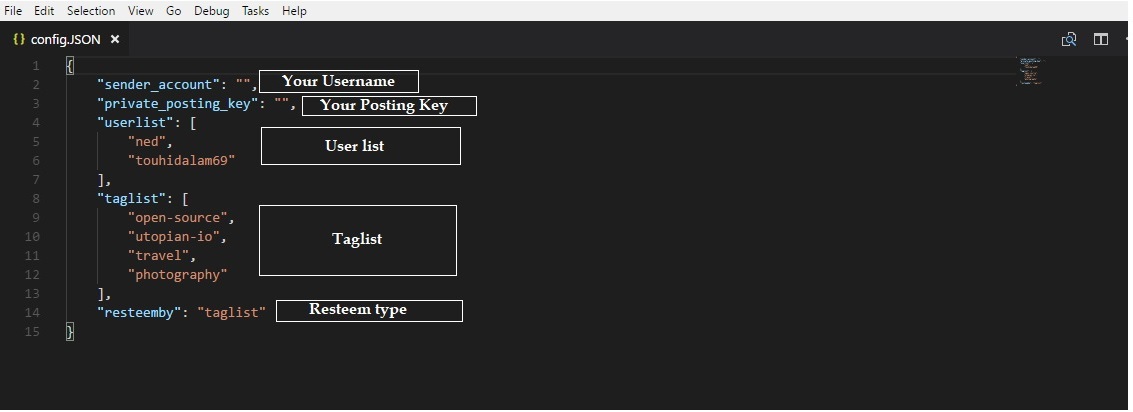 File Edit Selection View Go Debug Tasks Help
{} config.JSON ×
1 {
2 "sender_account": "", Your Username
3 "private_posting_key": "", Your Posting Key
4 "userlist": [
5 "ned", User list
6 "touhidalam69"
7 ],
8 "taglist": [
9 "open-source",
10 "utopian-io", Taglist
11 "travel",
12 "photography"
13 ],
14 "resteemby": "taglist" Resteem type
15 }